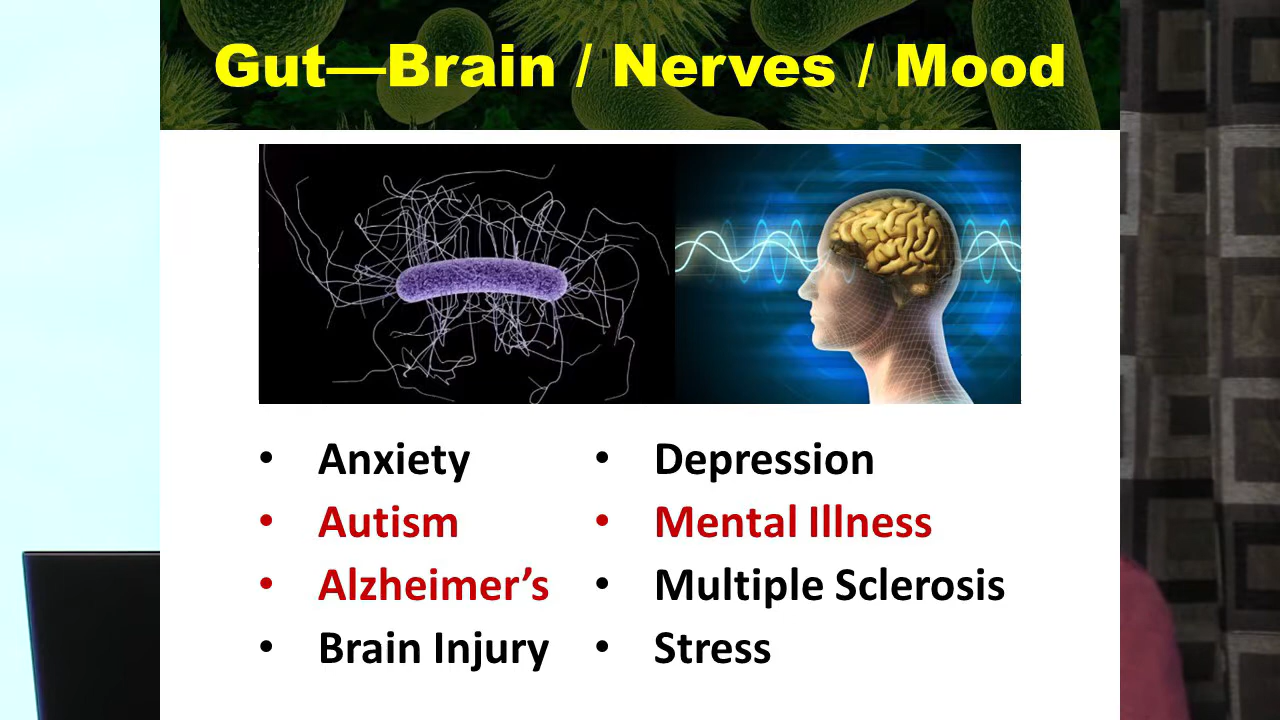 Gut—Brain / Nerves / Mood
• Anxiety
• Autism
• Alzheimer’s
• Brain Injury
• Depression
• Mental Illness
• Multiple Sclerosis
• Stress